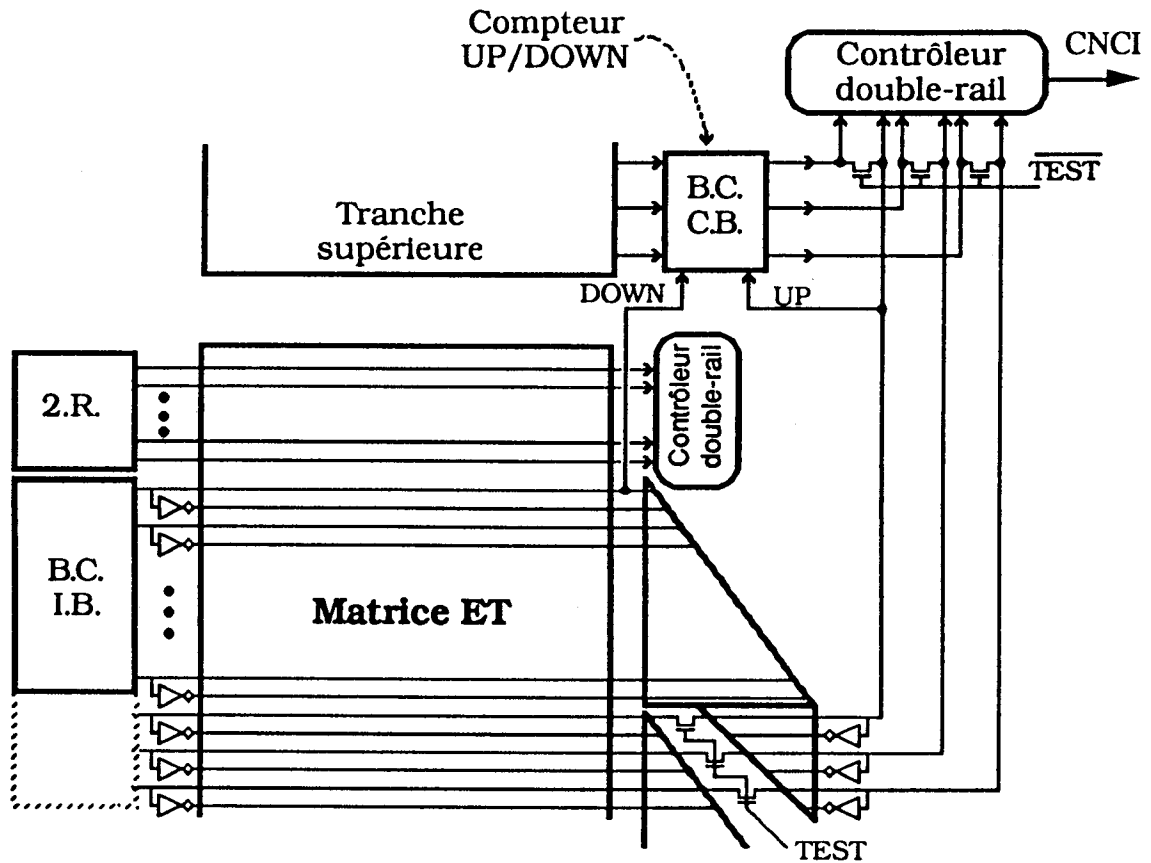 Compteur
UP/DOWN
Contrôleur
double-rail
CNCI
TEST
B.C.
C.B.
Tranche
supérieure
DOWN
UP
2.R.
Contrôleur
double-rail
B.C.
I.B.
Matrice ET
TEST